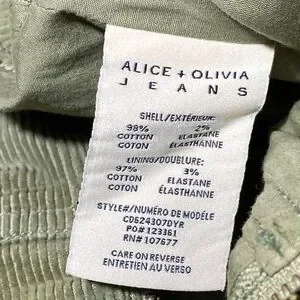 ALICE + OLIVIA
JEANS
SHELL/EXTÉRIEUR:
98% 2%
COTTON ELASTANE
COTON ÉLASTHANNE
LINING/DOUBLURE:
97% 3%
COTTON ELASTANE
COTON ÉLASTHANNE
STYLE#/NUMÉRO DE MODÈLE
CD624307DYR
PO# 123361
RN# 107677
CARE ON REVERSE
ENTRETIEN AU VERSO